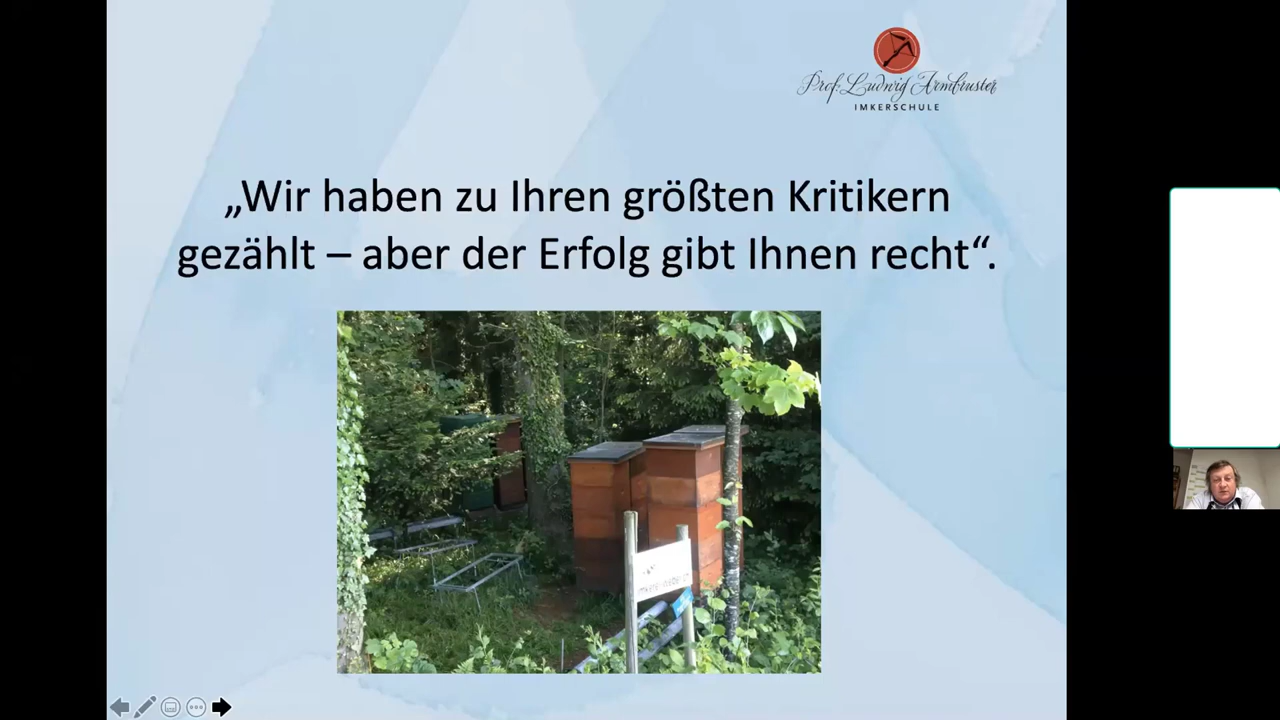 Prof. Ludwig Armbruster
IMKERSCHULE
„Wir haben zu Ihren größten Kritikern
gezählt – aber der Erfolg gibt Ihnen recht“.